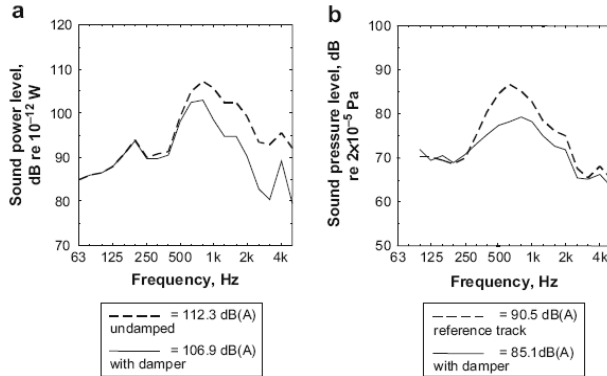 a
Sound power level,
dB re 10⁻¹² W
120
110
100
90
80
70
63 125 250 500 1k 2k 4k
Frequency, Hz
= 112.3 dB(A)
undamped
= 106.9 dB(A)
with damper
b
Sound pressure level, dB
re 2x10⁻⁵ Pa
100
90
80
70
60
50
63 125 250 500 1k 2k 4k
Frequency, Hz
= 90.5 dB(A)
reference track
= 85.1dB(A)
with damper